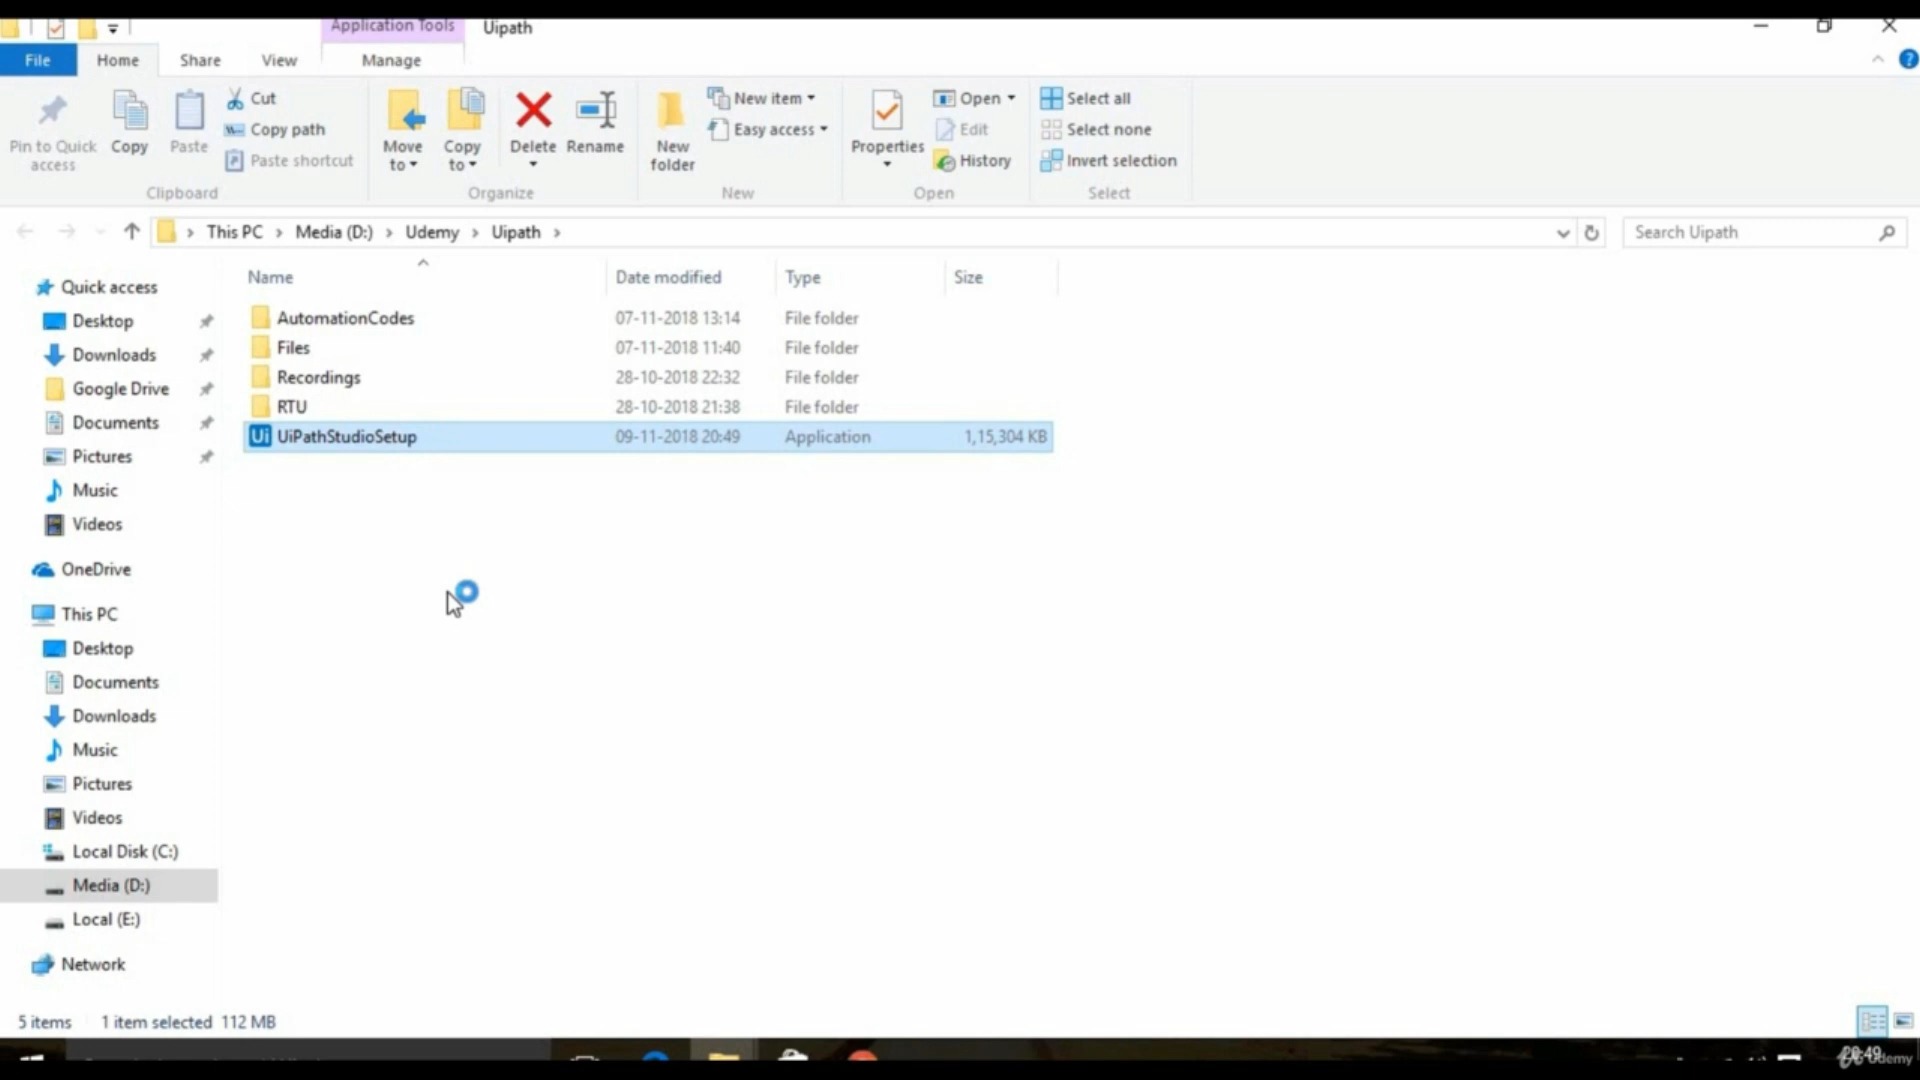 Application Tools Uipath
File Home Share View Manage
Pin to Quick access Copy Paste Cut Copy path Paste shortcut Move to Copy to Delete Rename New folder New item Easy access Properties Open Edit History Select all Select none Invert selection
Clipboard Organize New Open Select
This PC Media (D:) Udemy Uipath Search Uipath
Name Date modified Type Size
AutomationCodes 07-11-2018 13:14 File folder
Files 07-11-2018 11:40 File folder
Recordings 28-10-2018 22:32 File folder
RTU 28-10-2018 21:38 File folder
Ui UiPathStudioSetup 09-11-2018 20:49 Application 1,15,304 KB
Quick access
Desktop
Downloads
Google Drive
Documents
Pictures
Music
Videos
OneDrive
This PC
Desktop
Documents
Downloads
Music
Pictures
Videos
Local Disk (C:)
Media (D:)
Local (E:)
Network
5 items 1 item selected 112 MB
20:49
Udemy